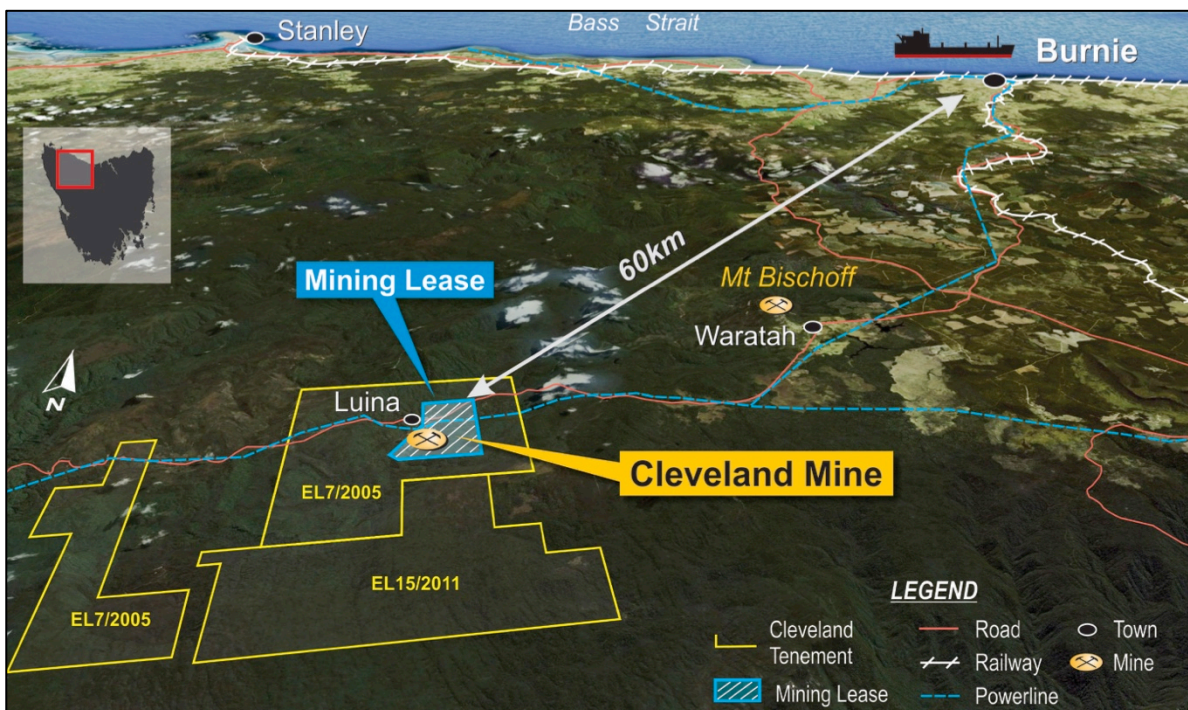 Bass Strait
Stanley
Burnie
60km
Mining Lease
Mt Bischoff
Waratah
N
Luina
Cleveland Mine
EL7/2005
EL15/2011
EL7/2005
LEGEND
Cleveland
Tenement
Mining Lease
Road
Railway
Powerline
Town
Mine